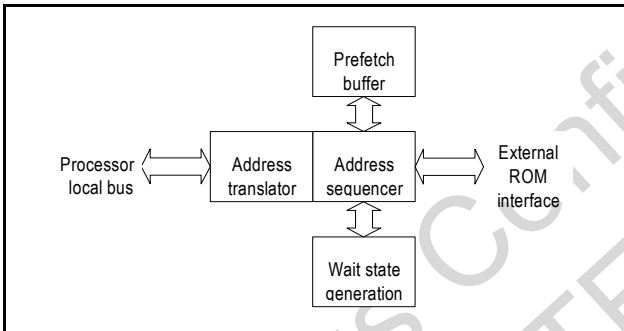 Prefetch
buffer
Processor
local bus
Address
translator
Address
sequencer
External
ROM
interface
Wait state
generation